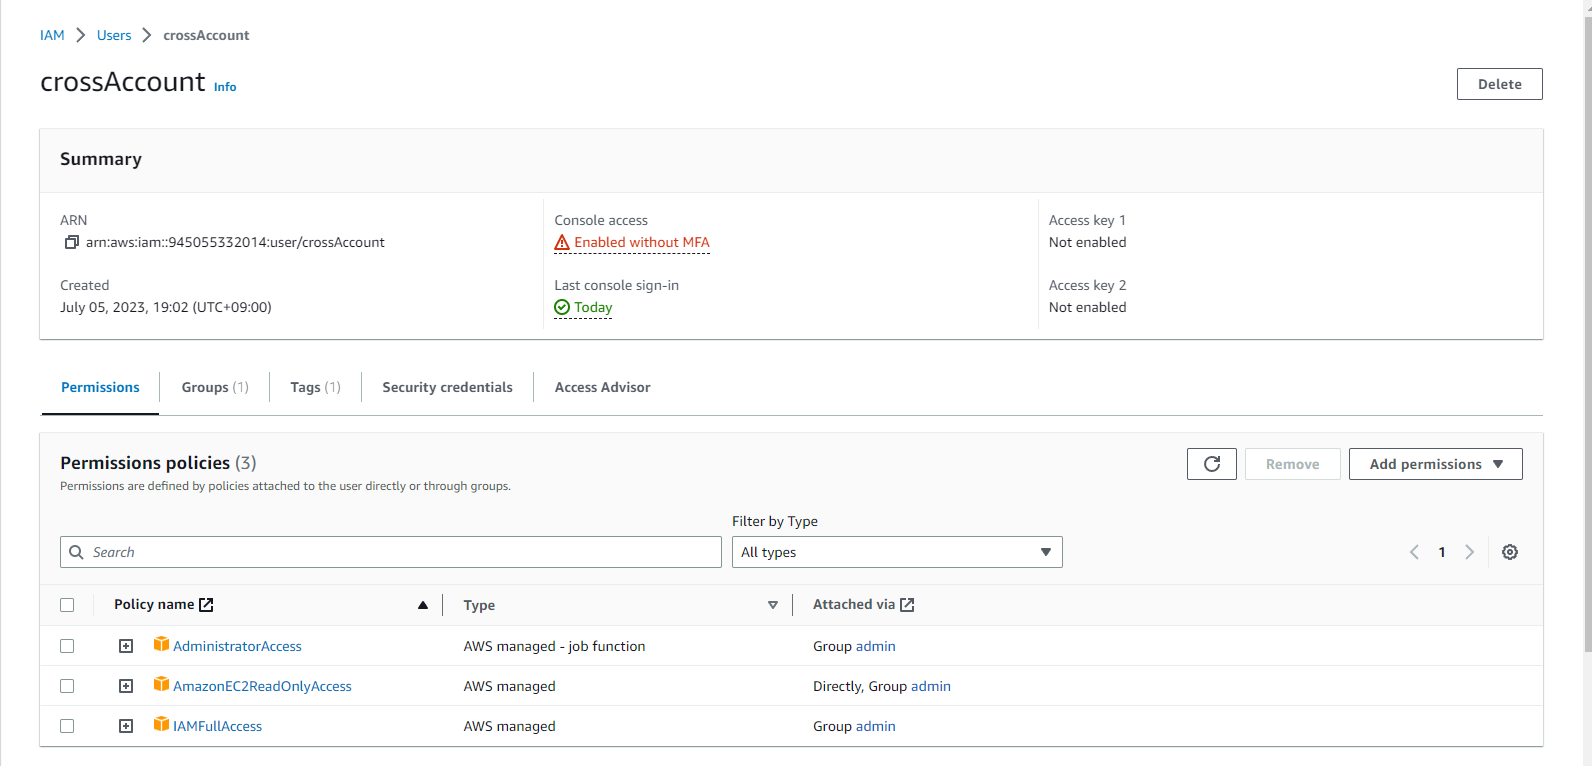 IAM > Users > crossAccount
crossAccount Info
Delete
Summary
ARN
arn:aws:iam::945055332014:user/crossAccount
Created
July 05, 2023, 19:02 (UTC+09:00)
Console access
Enabled without MFA
Last console sign-in
Today
Access key 1
Not enabled
Access key 2
Not enabled
Permissions
Groups (1)
Tags (1)
Security credentials
Access Advisor
Permissions policies (3)
Permissions are defined by policies attached to the user directly or through groups.
Remove
Add permissions
Filter by Type
Search
All types
1
Policy name
Type
Attached via
AdministratorAccess
AWS managed - job function
Group admin
AmazonEC2ReadOnlyAccess
AWS managed
Directly, Group admin
IAMFullAccess
AWS managed
Group admin